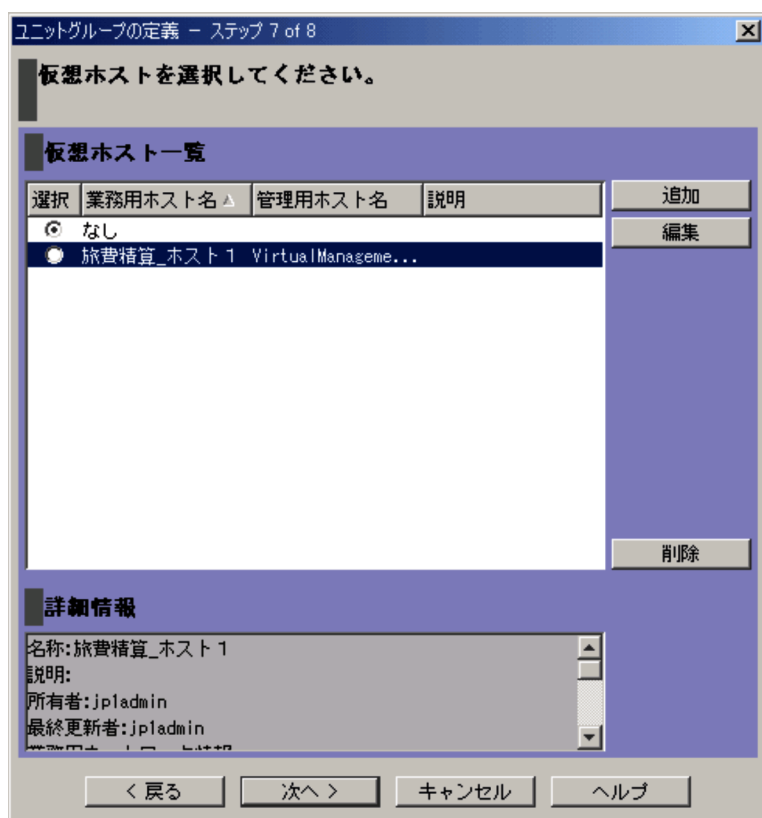 ユニットグループの定義 － ステップ 7 of 8
仮想ホストを選択してください。
仮想ホスト一覧
選択 業務用ホスト名 管理用ホスト名 説明
追加
なし
編集
旅費精算_ホスト１ VirtualManageme...
削除
詳細情報
名称:旅費精算_ホスト１
説明:
所有者:jp1admin
最終更新者:jp1admin
< 戻る 次へ > キャンセル ヘルプ